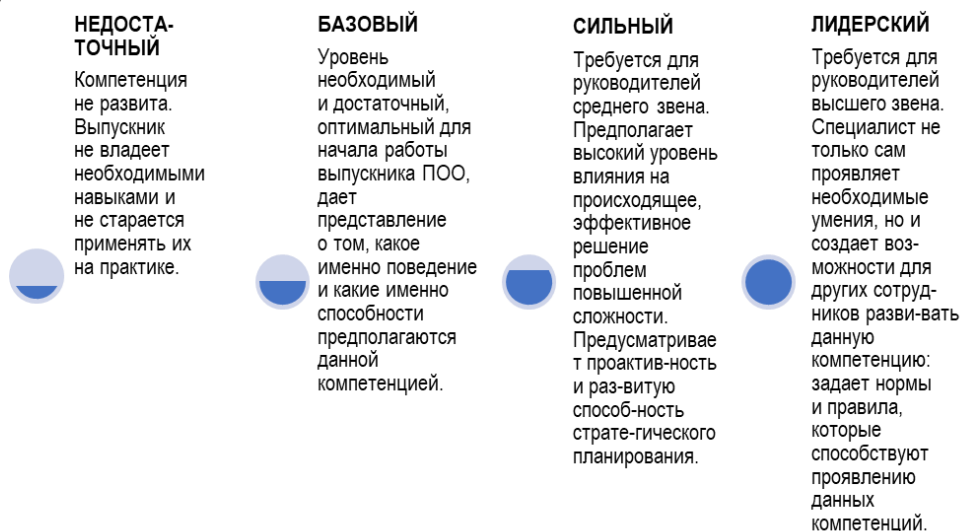 НЕДОСТА-
ТОЧНЫЙ
Компетенция
не развита.
Выпускник
не владеет
необходимыми
навыками и
не старается
применять их
на практике.
БАЗОВЫЙ
Уровень
необходимый
и достаточный,
оптимальный для
начала работы
выпускника ПОО,
дает
представление
о том, какое
именно поведение
и какие именно
способности
предполагаются
данной
компетенцией.
СИЛЬНЫЙ
Требуется для
руководителей
среднего звена.
Предполагает
высокий уровень
влияния на
происходящее,
эффективное
решение
проблем
повышенной
сложности.
Предусматривае
т проактив-ность
и раз-витую
способ-ность
страте-гического
планирования.
ЛИДЕРСКИЙ
Требуется для
руководителей
высшего звена.
Специалист не
только сам
проявляет
необходимые
умения, но и
создает воз-
можности для
других сотруд-
ников разви-вать
данную
компетенцию:
задает нормы
и правила,
которые
способствуют
проявлению
данных
компетенций.